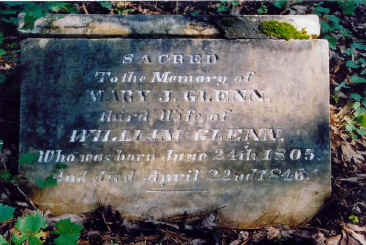 SACRED
To the Memory of
MARY J. GLENN.
third Wife of
WILLIAM GLENN.
Who was born June 24th 1805.
And died April 22nd 1846.